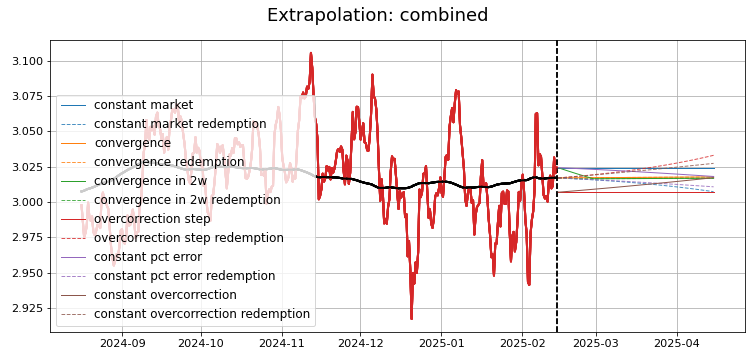 Extrapolation: combined
3.100
3.075
3.050
3.025
3.000
2.975
2.950
2.925
constant market
constant market redemption
convergence
convergence redemption
convergence in 2w
convergence in 2w redemption
overcorrection step
overcorrection step redemption
constant pct error
constant pct error redemption
constant overcorrection
constant overcorrection redemption
2024-09
2024-10
2024-11
2024-12
2025-01
2025-02
2025-03
2025-04